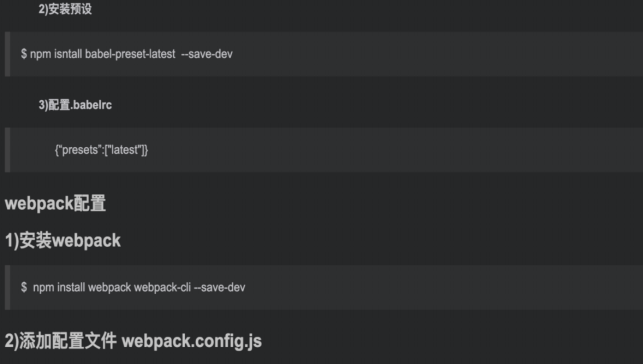 2)安装预设
$ npm isntall babel-preset-latest --save-dev
3)配置.babelrc
{"presets":["latest"]}
webpack配置
1)安装webpack
$ npm install webpack webpack-cli --save-dev
2)添加配置文件 webpack.config.js